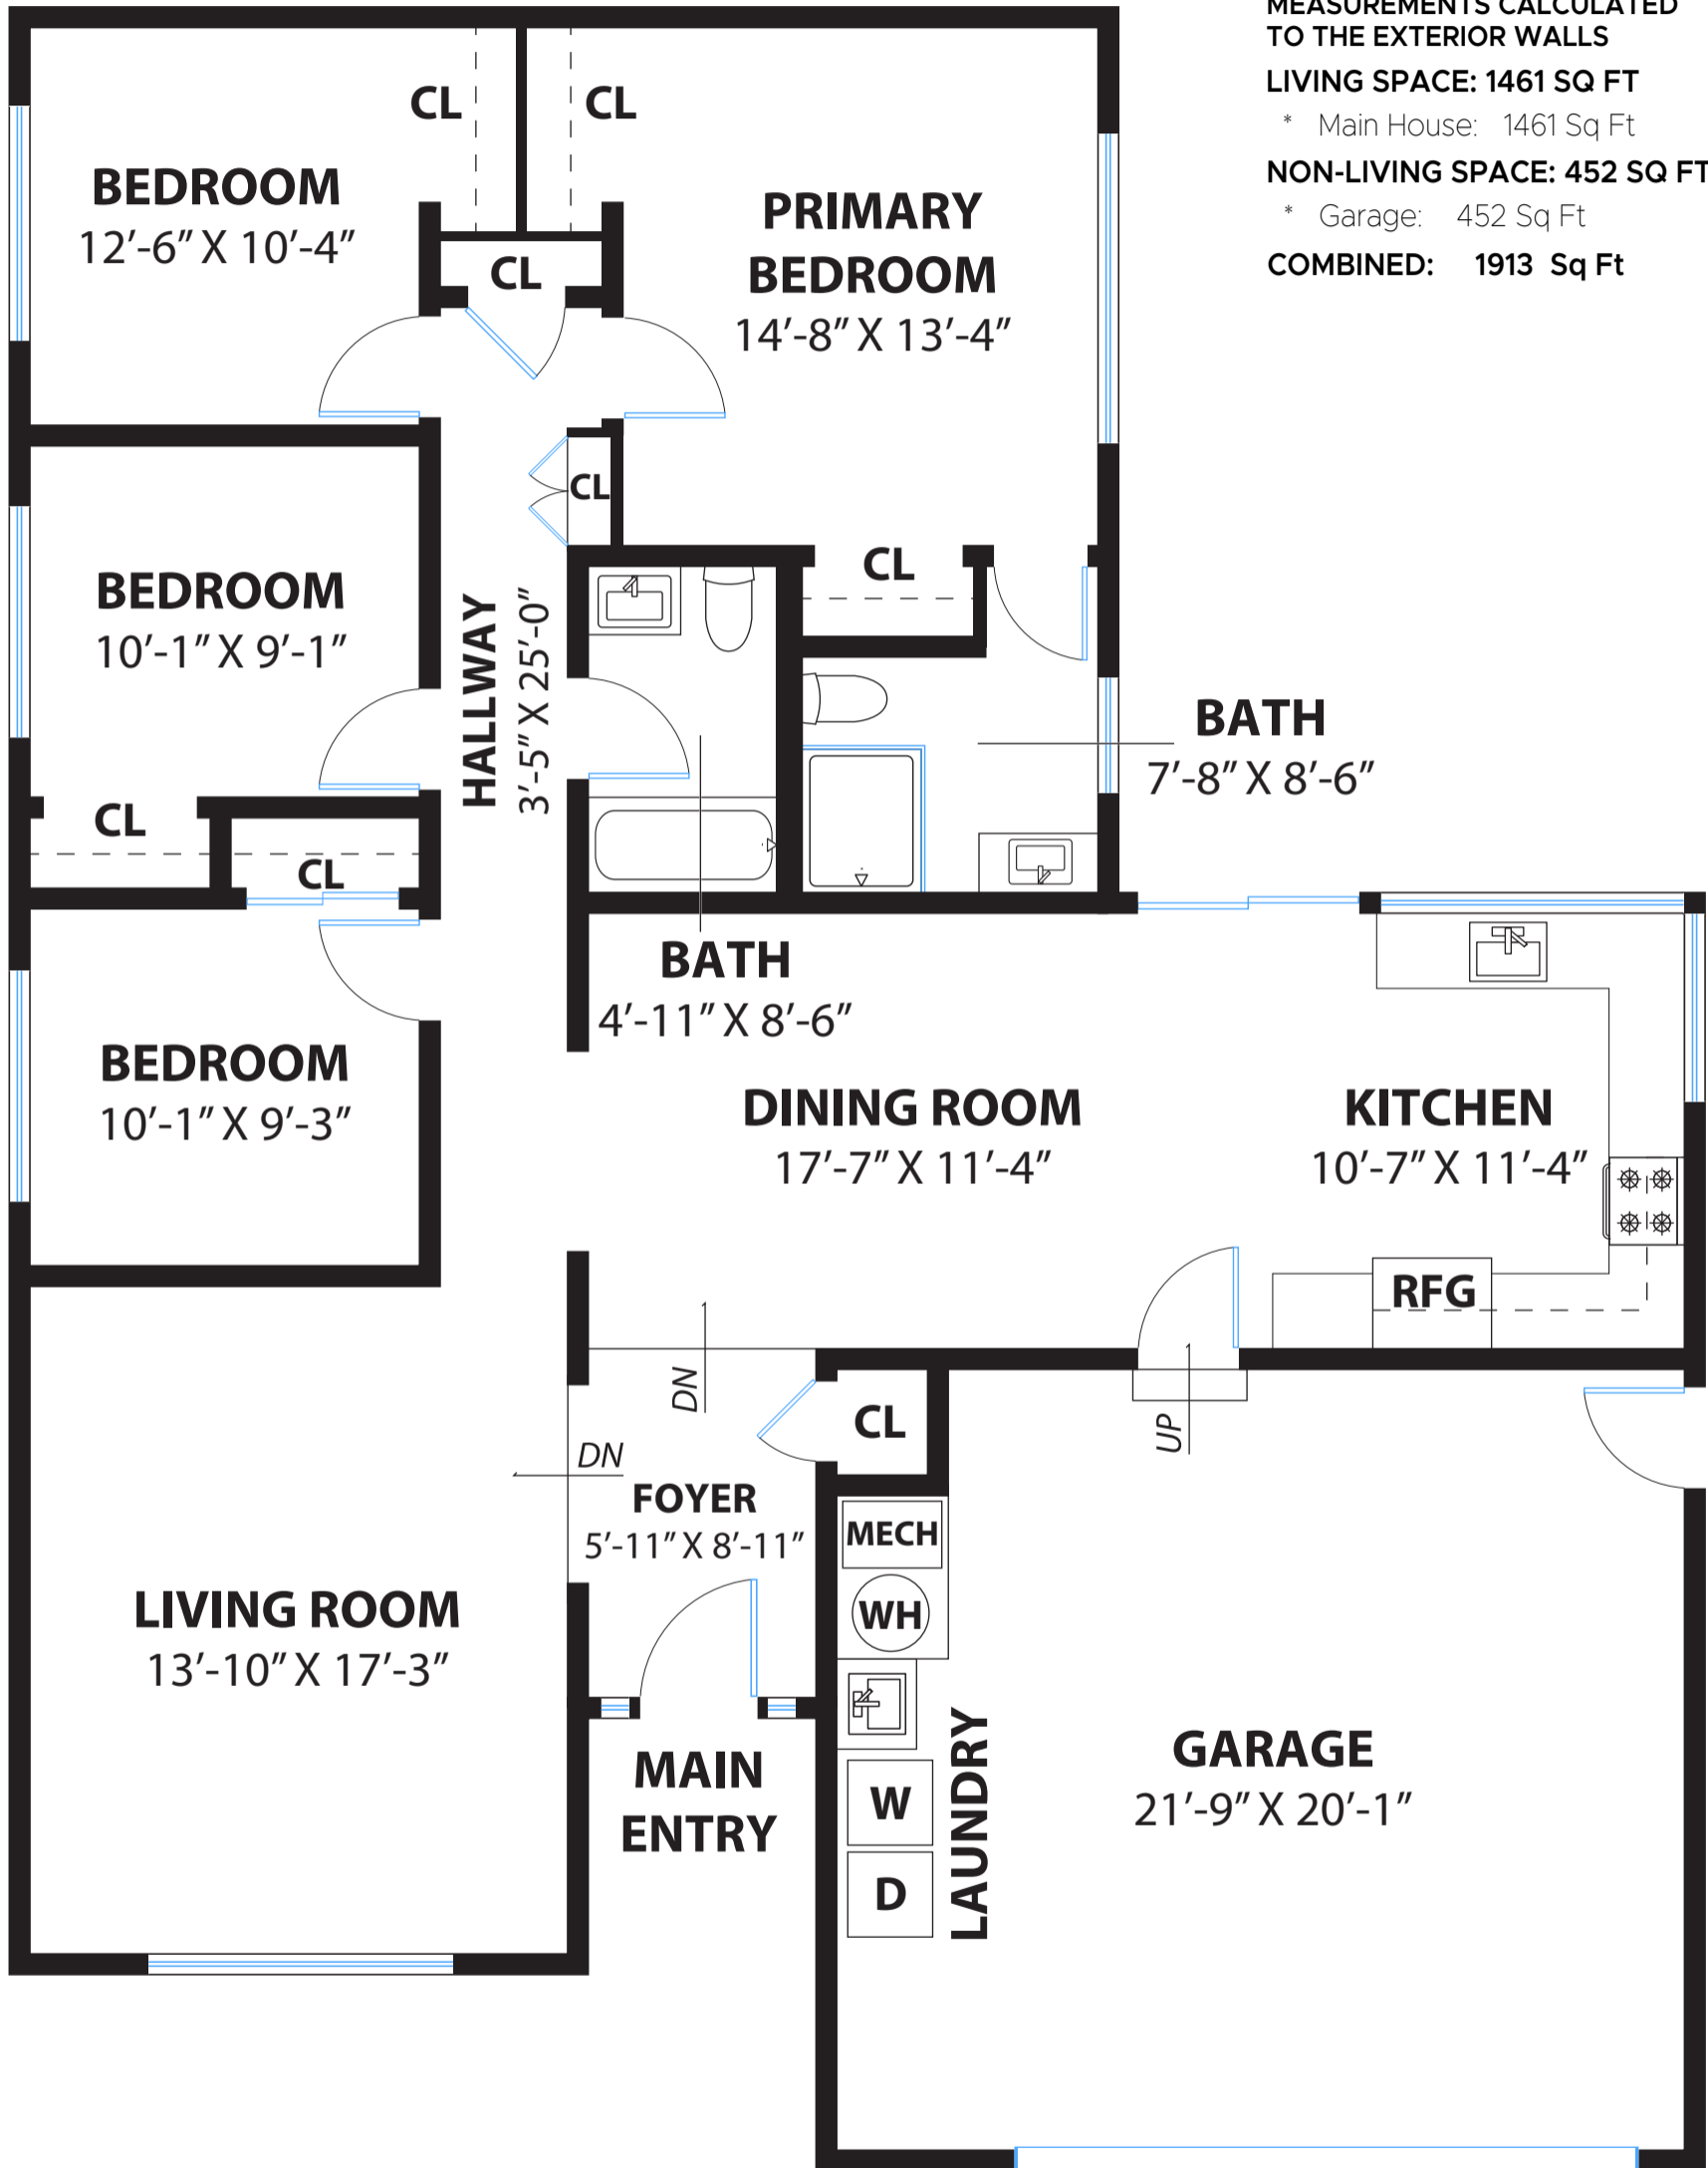 MEASUREMENTS CALCULATED
TO THE EXTERIOR WALLS
LIVING SPACE: 1461 SQ FT
* Main House: 1461 Sq Ft
NON-LIVING SPACE: 452 SQ FT
* Garage: 452 Sq Ft
COMBINED: 1913 Sq Ft
CL
CL
BEDROOM
12'-6" X 10'-4"
PRIMARY
BEDROOM
14'-8" X 13'-4"
CL
CL
CL
BEDROOM
10'-1" X 9'-1"
HALLWAY
3'-5" X 25'-0"
BATH
7'-8" X 8'-6"
CL
CL
BATH
4'-11" X 8'-6"
BEDROOM
10'-1" X 9'-3"
DINING ROOM
17'-7" X 11'-4"
KITCHEN
10'-7" X 11'-4"
RFG
DN
CL
UP
DN
FOYER
5'-11" X 8'-11"
MECH
WH
LIVING ROOM
13'-10" X 17'-3"
MAIN
ENTRY
W
D
LAUNDRY
GARAGE
21'-9" X 20'-1"